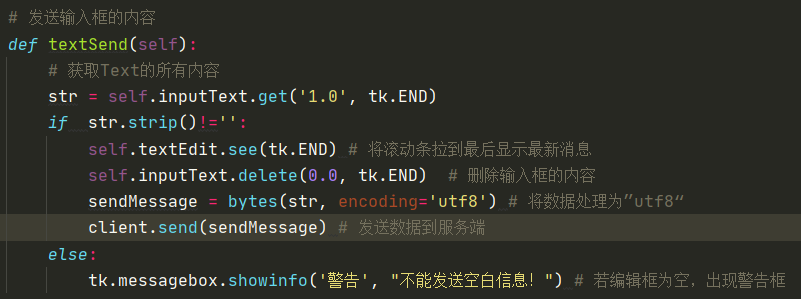 # 发送输入框的内容
def textSend(self):
    # 获取Text的所有内容
    str = self.inputText.get('1.0', tk.END)
    if  str.strip()!='':
        self.textEdit.see(tk.END) # 将滚动条拉到最后显示最新消息
        self.inputText.delete(0.0, tk.END)  # 删除输入框的内容
        sendMessage = bytes(str, encoding='utf8') # 将数据处理为”utf8“
        client.send(sendMessage) # 发送数据到服务端
    else:
        tk.messagebox.showinfo('警告', "不能发送空白信息！") # 若编辑框为空，出现警告框